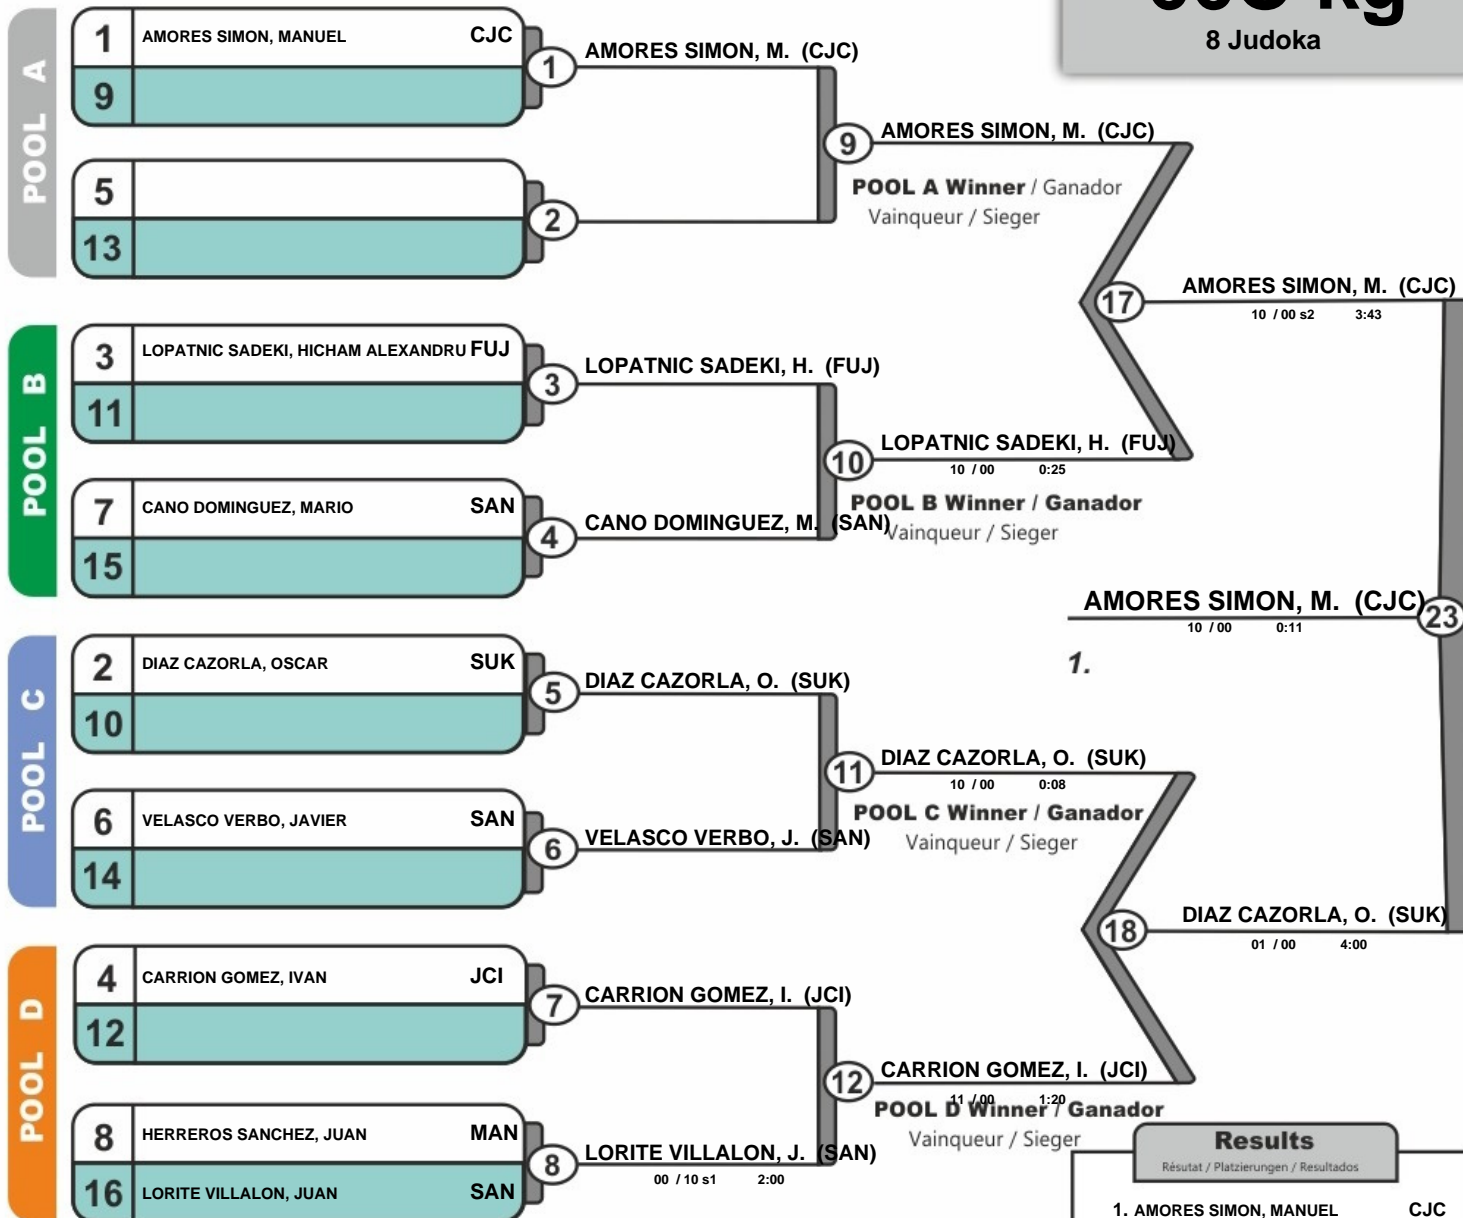 8 Judoka
POOL A
1 AMORES SIMON, MANUEL CJC
9
5
13
1 AMORES SIMON, M. (CJC)
2
9 AMORES SIMON, M. (CJC)
POOL A Winner / Ganador
Vainqueur / Sieger
POOL B
3 LOPATNIC SADEKI, HICHAM ALEXANDRU FUJ
11
7 CANO DOMINGUEZ, MARIO SAN
15
3 LOPATNIC SADEKI, H. (FUJ)
4 CANO DOMINGUEZ, M. (SAN)
10 LOPATNIC SADEKI, H. (FUJ)
10 / 00 0:25
POOL B Winner / Ganador
Vainqueur / Sieger
17 AMORES SIMON, M. (CJC)
10 / 00 s2 3:43
AMORES SIMON, M. (CJC) 23
10 / 00 0:11
1.
POOL C
2 DIAZ CAZORLA, OSCAR SUK
10
6 VELASCO VERBO, JAVIER SAN
14
5 DIAZ CAZORLA, O. (SUK)
6 VELASCO VERBO, J. (SAN)
11 DIAZ CAZORLA, O. (SUK)
10 / 00 0:08
POOL C Winner / Ganador
Vainqueur / Sieger
18 DIAZ CAZORLA, O. (SUK)
01 / 00 4:00
POOL D
4 CARRION GOMEZ, IVAN JCI
12
8 HERREROS SANCHEZ, JUAN MAN
16 LORITE VILLALON, JUAN SAN
7 CARRION GOMEZ, I. (JCI)
8 LORITE VILLALON, J. (SAN)
00 / 10 s1 2:00
12 CARRION GOMEZ, I. (JCI)
11 / 00 1:20
POOL D Winner / Ganador
Vainqueur / Sieger
Results
Résutat / Platzierungen / Resultados
1. AMORES SIMON, MANUEL CJC